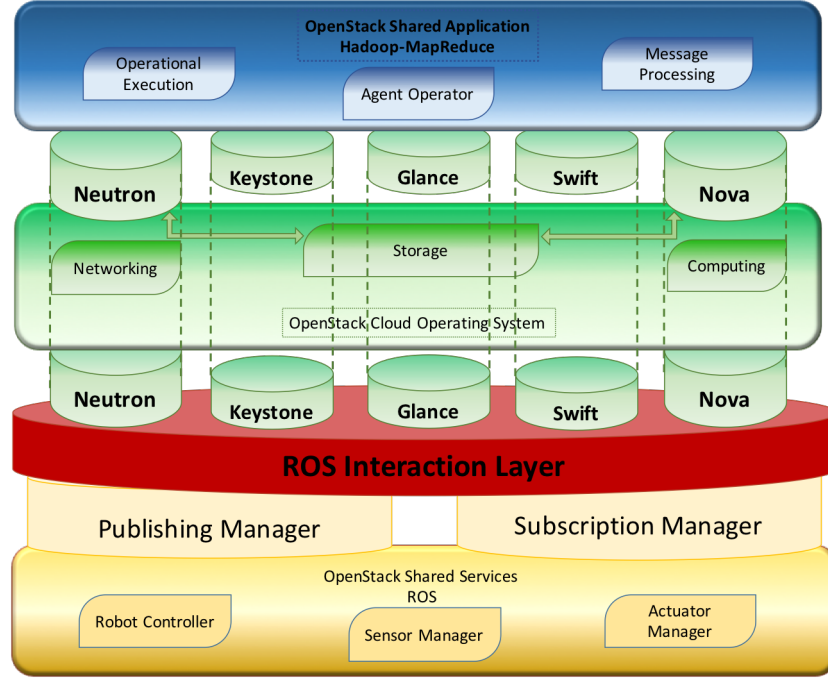 OpenStack Shared Application
Hadoop-MapReduce
Operational
Execution
Agent Operator
Message
Processing
Neutron
Keystone
Glance
Swift
Nova
Networking
Storage
Computing
OpenStack Cloud Operating System
Neutron
Keystone
Glance
Swift
Nova
ROS Interaction Layer
Publishing Manager
Subscription Manager
OpenStack Shared Services
ROS
Robot Controller
Sensor Manager
Actuator
Manager